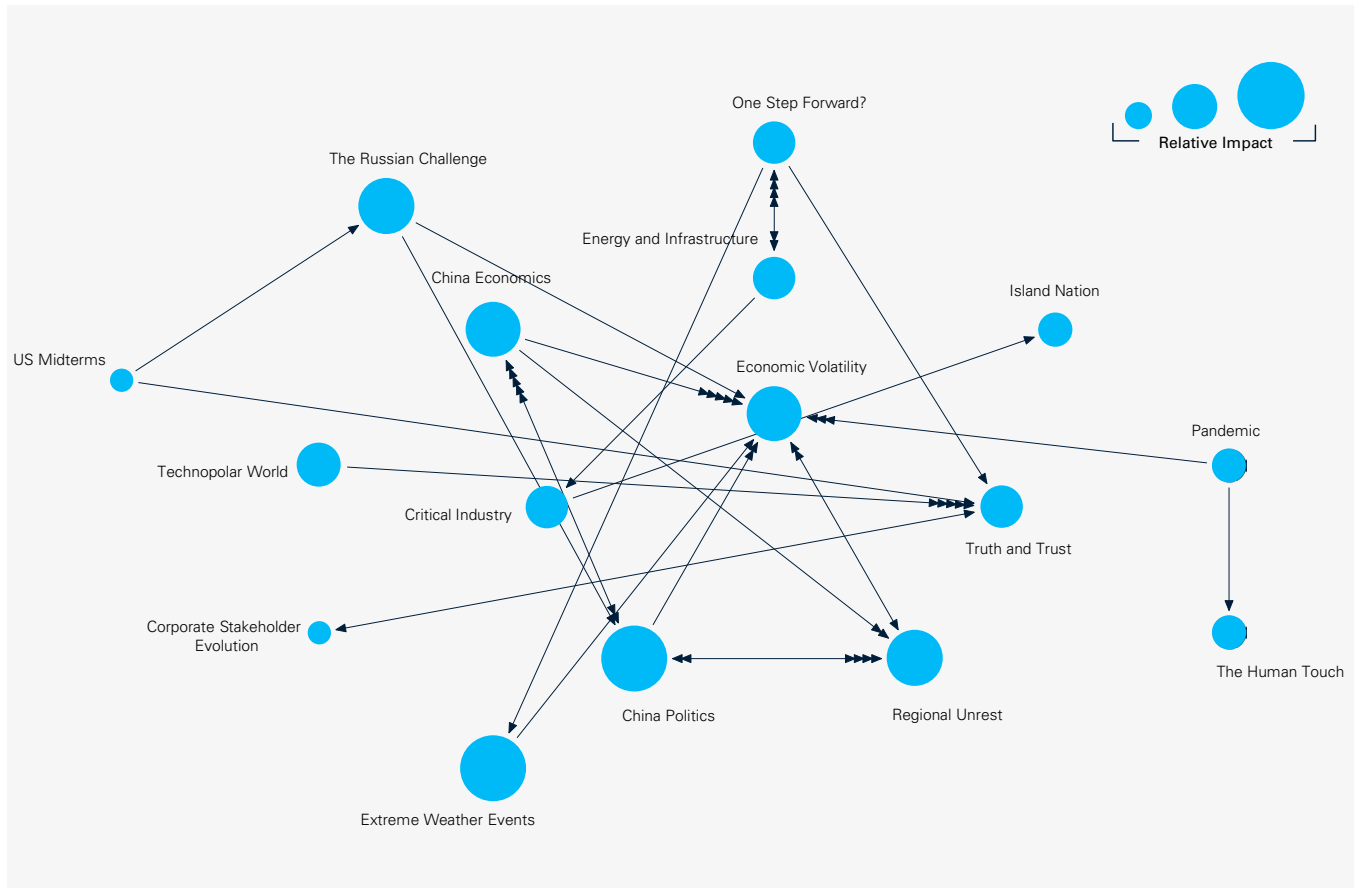 One Step Forward?
Relative Impact
The Russian Challenge
Energy and Infrastructure
China Economics
Island Nation
US Midterms
Economic Volatility
Pandemic
Technopolar World
Critical Industry
Truth and Trust
Corporate Stakeholder
Evolution
The Human Touch
China Politics
Regional Unrest
Extreme Weather Events